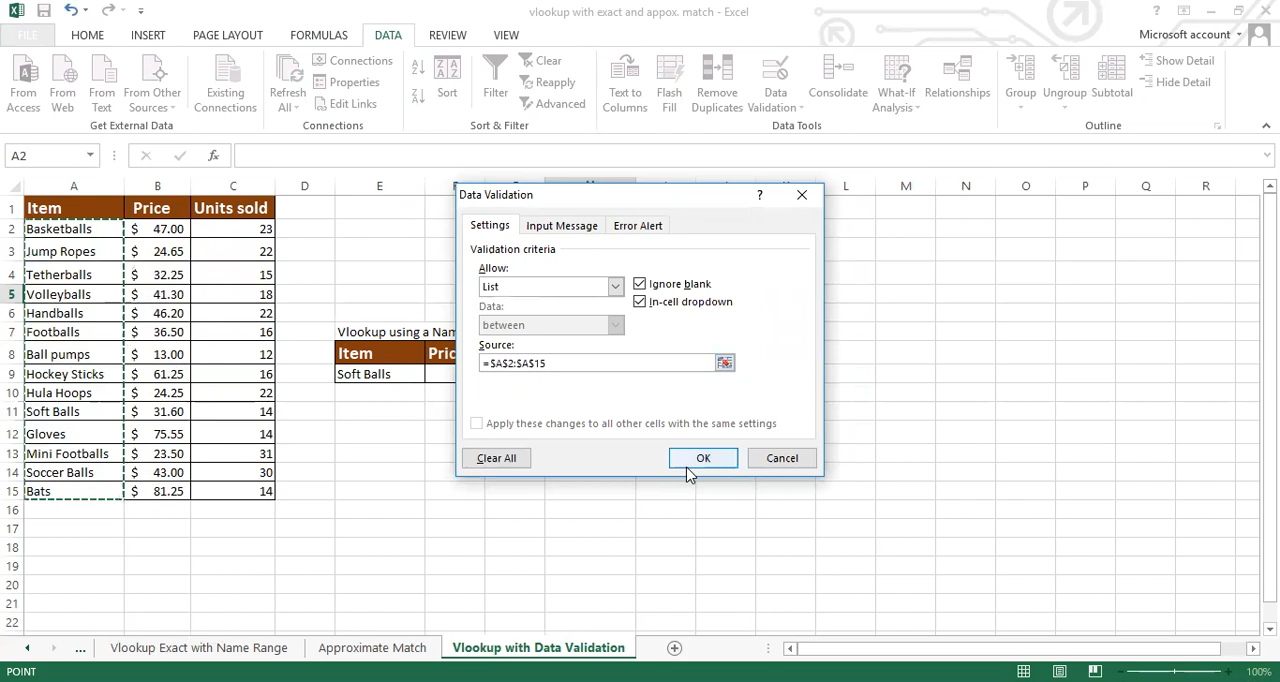 vlookup with exact and appox. match - Excel
FILE HOME INSERT PAGE LAYOUT FORMULAS DATA REVIEW VIEW Microsoft account
From Access
From Web
From Text
From Other Sources
Existing Connections
Get External Data
Refresh All
Connections
Properties
Edit Links
Connections
Sort
Filter
Clear
Reapply
Advanced
Sort & Filter
Text to Columns
Flash Fill
Remove Duplicates
Data Validation
Consolidate
What-If Analysis
Relationships
Data Tools
Group
Ungroup
Subtotal
Show Detail
Hide Detail
Outline
A2 fx
A B C D E L M N O P Q R
1 Item Price Units sold
2 Basketballs $ 47.00 23
3 Jump Ropes $ 24.65 22
4 Tetherballs $ 32.25 15
5 Volleyballs $ 41.30 18
6 Handballs $ 46.20 22
7 Footballs $ 36.50 16 Vlookup using a Nam
8 Ball pumps $ 13.00 12 Item Pric
9 Hockey Sticks $ 61.25 16 Soft Balls
10 Hula Hoops $ 24.25 22
11 Soft Balls $ 31.60 14
12 Gloves $ 75.55 14
13 Mini Footballs $ 23.50 31
14 Soccer Balls $ 43.00 30
15 Bats $ 81.25 14
16
17
18
19
20
21
22
Data Validation ?
Settings Input Message Error Alert
Validation criteria
Allow:
List
Ignore blank
In-cell dropdown
Data:
between
Source:
=$A$2:$A$15
Apply these changes to all other cells with the same settings
Clear All OK Cancel
... Vlookup Exact with Name Range Approximate Match Vlookup with Data Validation
POINT 100%